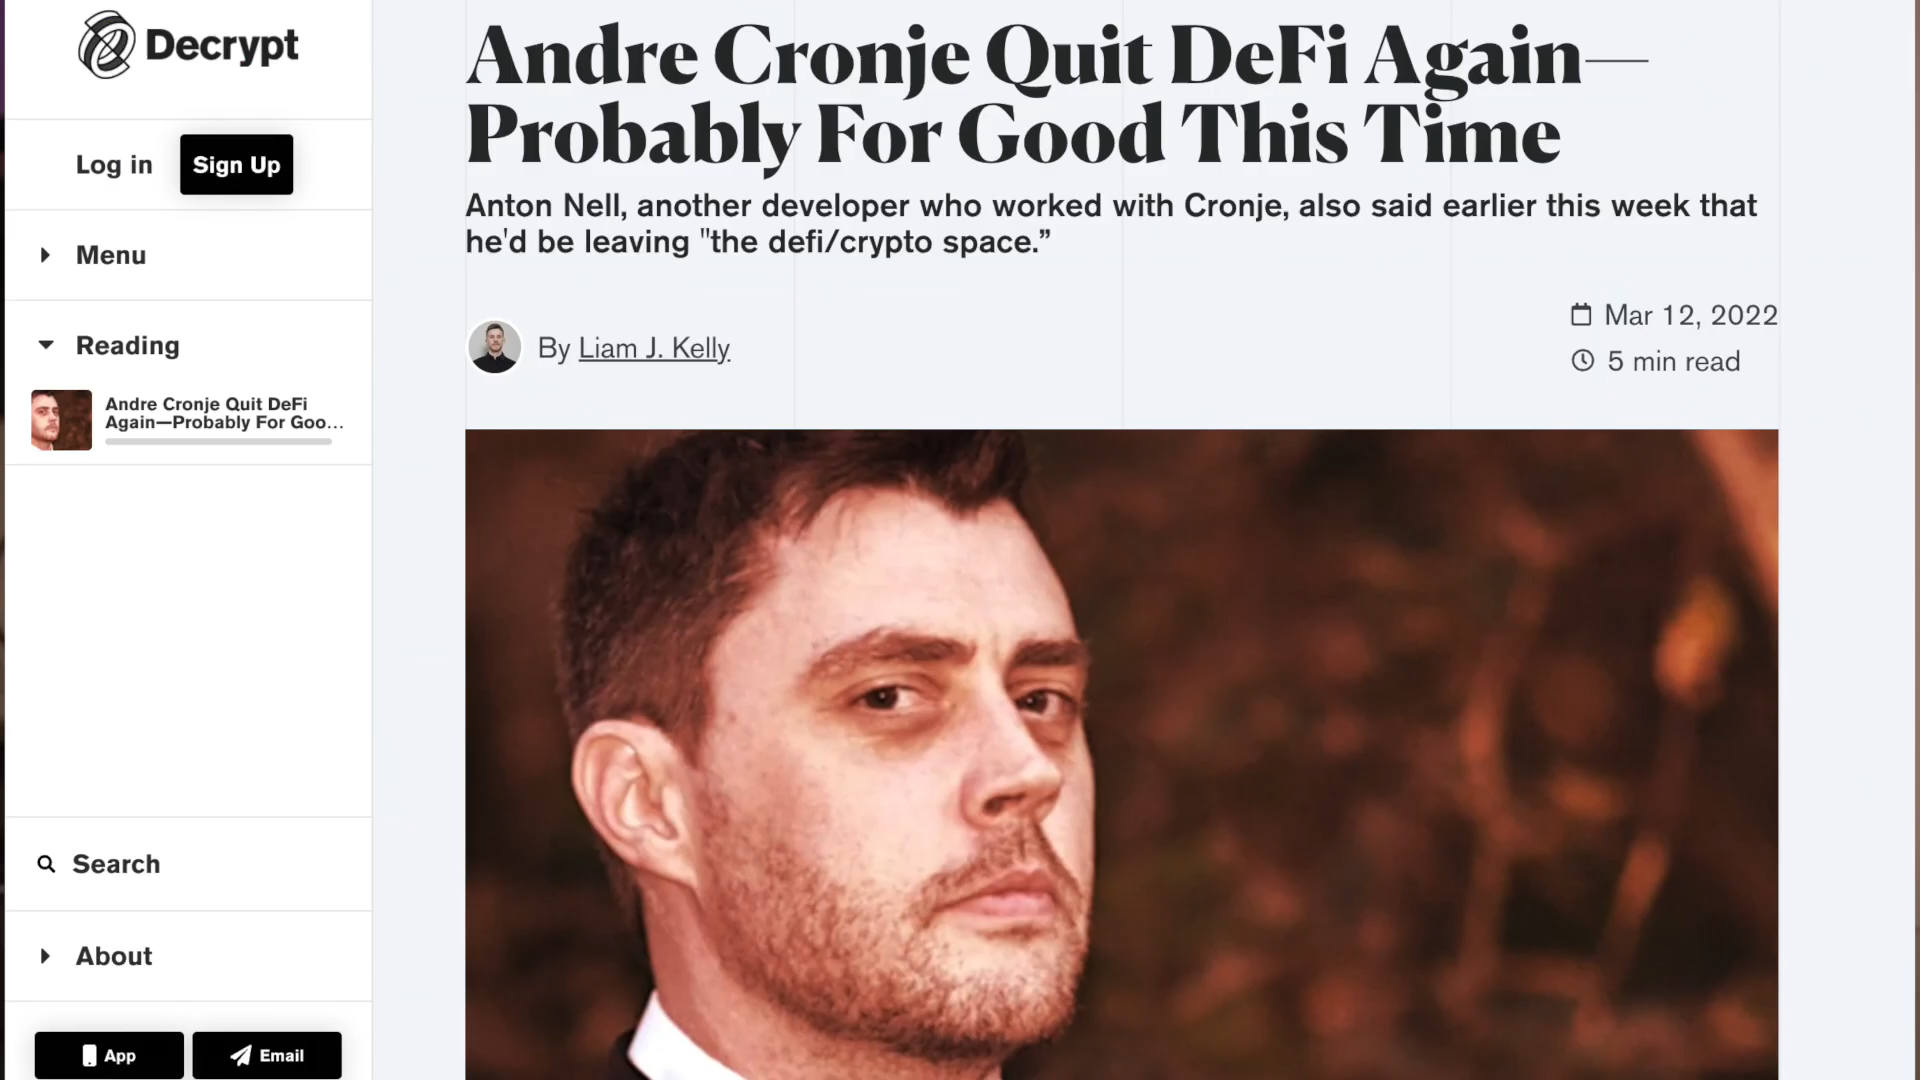 Decrypt
Log in
Sign Up
Menu
Reading
Andre Cronje Quit DeFi
Again—Probably For Goo...
Search
About
App
Email
Andre Cronje Quit DeFi Again—
Probably For Good This Time
Anton Nell, another developer who worked with Cronje, also said earlier this week that
he'd be leaving "the defi/crypto space.”
By Liam J. Kelly
Mar 12, 2022
5 min read